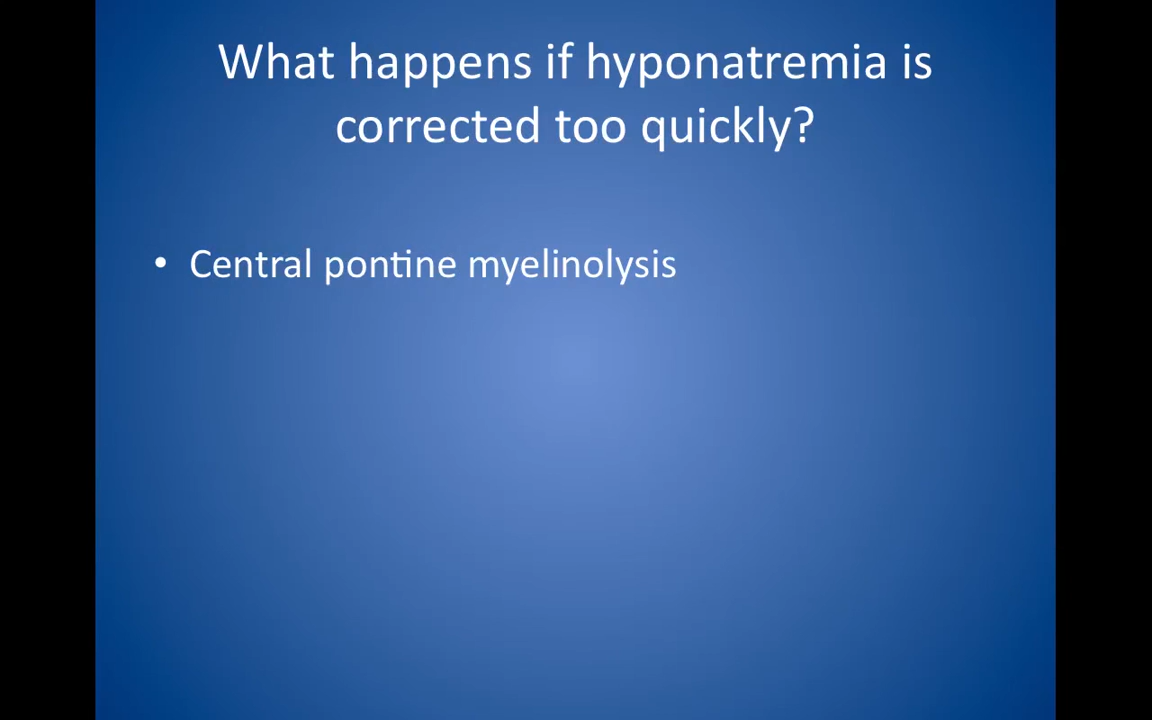 What happens if hyponatremia is
corrected too quickly?
• Central pontine myelinolysis